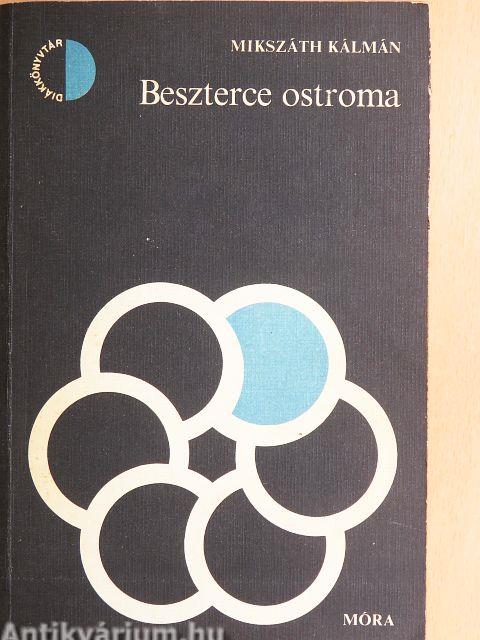 DIÁKKÖNYVTÁR
MIKSZÁTH KÁLMÁN
Beszterce ostroma
MÓRA
Antikvárium.hu